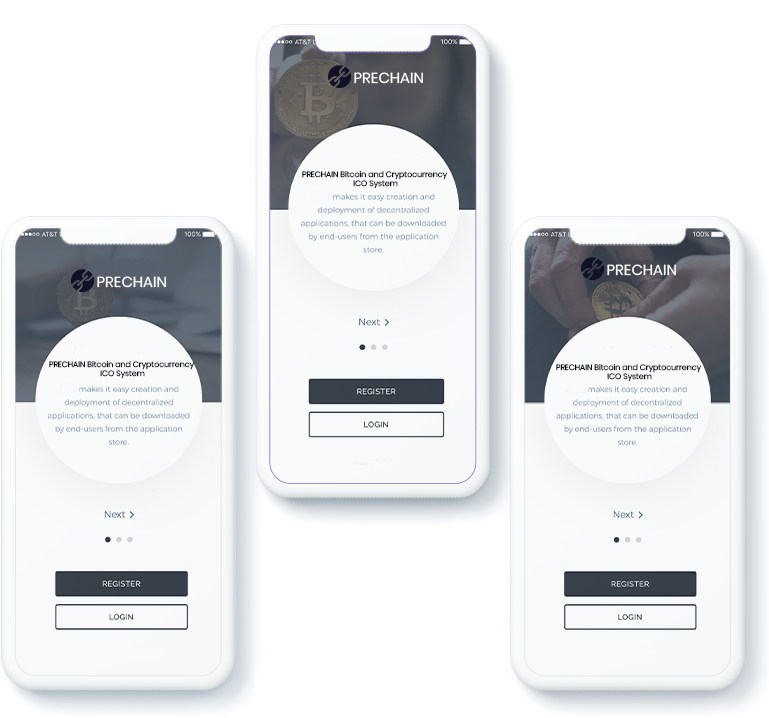 AT&T
100%
PRECHAIN
PRECHAIN Bitcoin and Cryptocurrency
ICO System
makes it easy creation and
deployment of decentralized
applications, that can be downloaded
by end-users from the application
store.
Next >
REGISTER
LOGIN
AT&T
100%
PRECHAIN
PRECHAIN Bitcoin and Cryptocurrency
ICO System
makes it easy creation and
deployment of decentralized
applications, that can be downloaded
by end-users from the application
store.
Next >
REGISTER
LOGIN
AT&T
100%
PRECHAIN
PRECHAIN Bitcoin and Cryptocurrency
ICO System
makes it easy creation and
deployment of decentralized
applications, that can be downloaded
by end-users from the application
store.
Next >
REGISTER
LOGIN